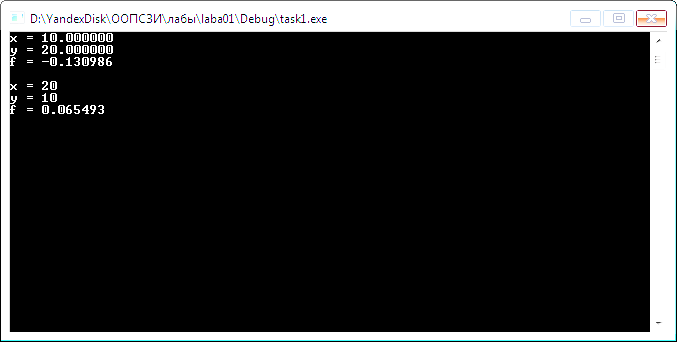 D:\YandexDisk\ООПСЗИ\лабы\laba01\Debug\task1.exe
x = 10.000000
y = 20.000000
f = -0.130986
x = 20
y = 10
f = 0.065493